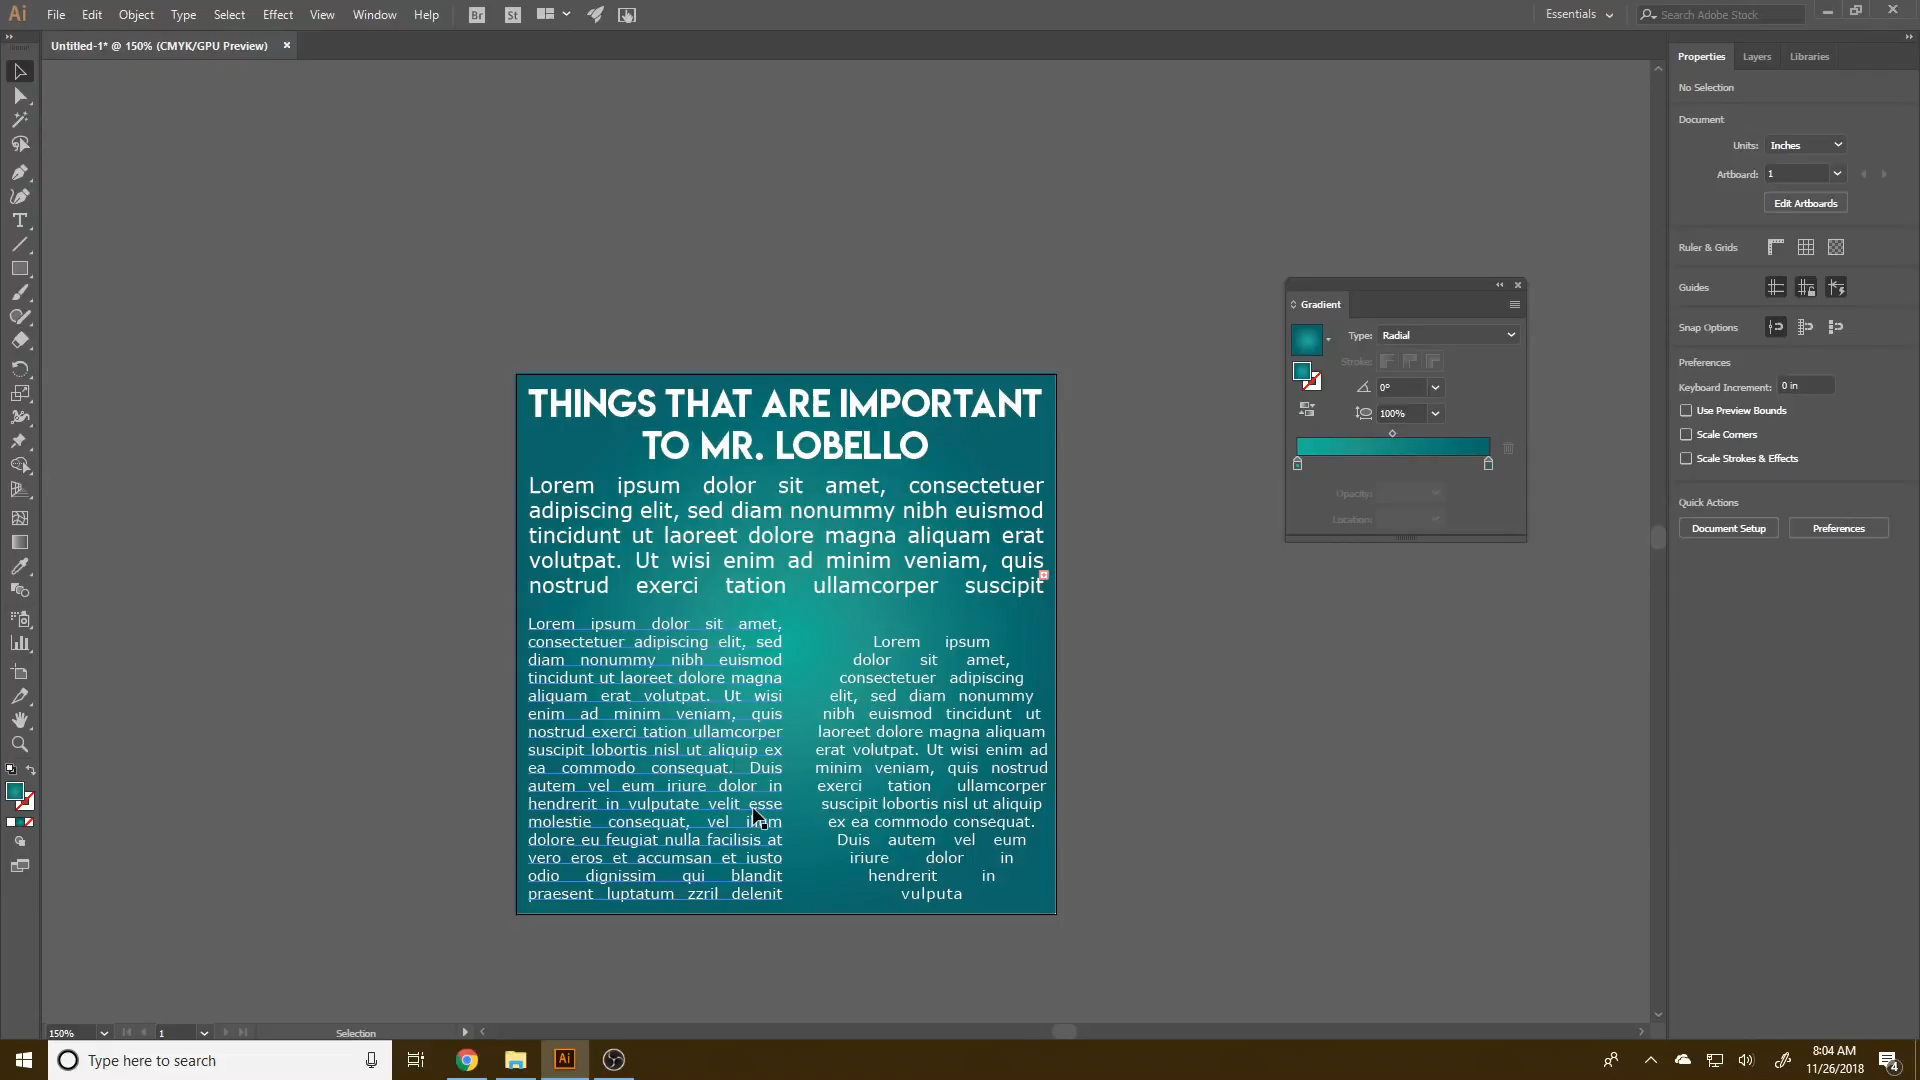 Ai File Edit Object Type Select Effect View Window Help Br St Essentials Search Adobe Stock
Untitled-1* @ 150% (CMYK/GPU Preview)
Properties Layers Libraries
No Selection
Document
Units: Inches
Artboard: 1
Edit Artboards
Ruler & Grids
Guides
Snap Options
Preferences
Keyboard Increment: 0 in
Use Preview Bounds
Scale Corners
Scale Strokes & Effects
Quick Actions
Document Setup Preferences
Gradient
Type: Radial
Stroke:
0°
100%
Opacity:
Location:
THINGS THAT ARE IMPORTANT
TO MR. LOBELLO
Lorem ipsum dolor sit amet, consectetuer
adipiscing elit, sed diam nonummy nibh euismod
tincidunt ut laoreet dolore magna aliquam erat
volutpat. Ut wisi enim ad minim veniam, quis
nostrud exerci tation ullamcorper suscipit
Lorem ipsum dolor sit amet,
consectetuer adipiscing elit, sed
diam nonummy nibh euismod
tincidunt ut laoreet dolore magna
aliquam erat volutpat. Ut wisi
enim ad minim veniam, quis
nostrud exerci tation ullamcorper
suscipit lobortis nisl ut aliquip ex
ea commodo consequat. Duis
autem vel eum iriure dolor in
hendrerit in vulputate velit esse
molestie consequat, vel
dolore eu feugiat nulla facilisis at
vero eros et accumsan et iusto
odio dignissim qui blandit
praesent luptatum zzril delenit
Lorem ipsum
dolor sit amet,
consectetuer adipiscing
elit, sed diam nonummy
nibh euismod tincidunt ut
laoreet dolore magna aliquam
erat volutpat. Ut wisi enim ad
minim veniam, quis nostrud
exerci tation ullamcorper
suscipit lobortis nisl ut aliquip
ex ea commodo consequat.
Duis autem vel eum
iriure dolor in
hendrerit in
vulputa
150% 1 Selection
Type here to search
Ai
8:04 AM
11/26/2018
4